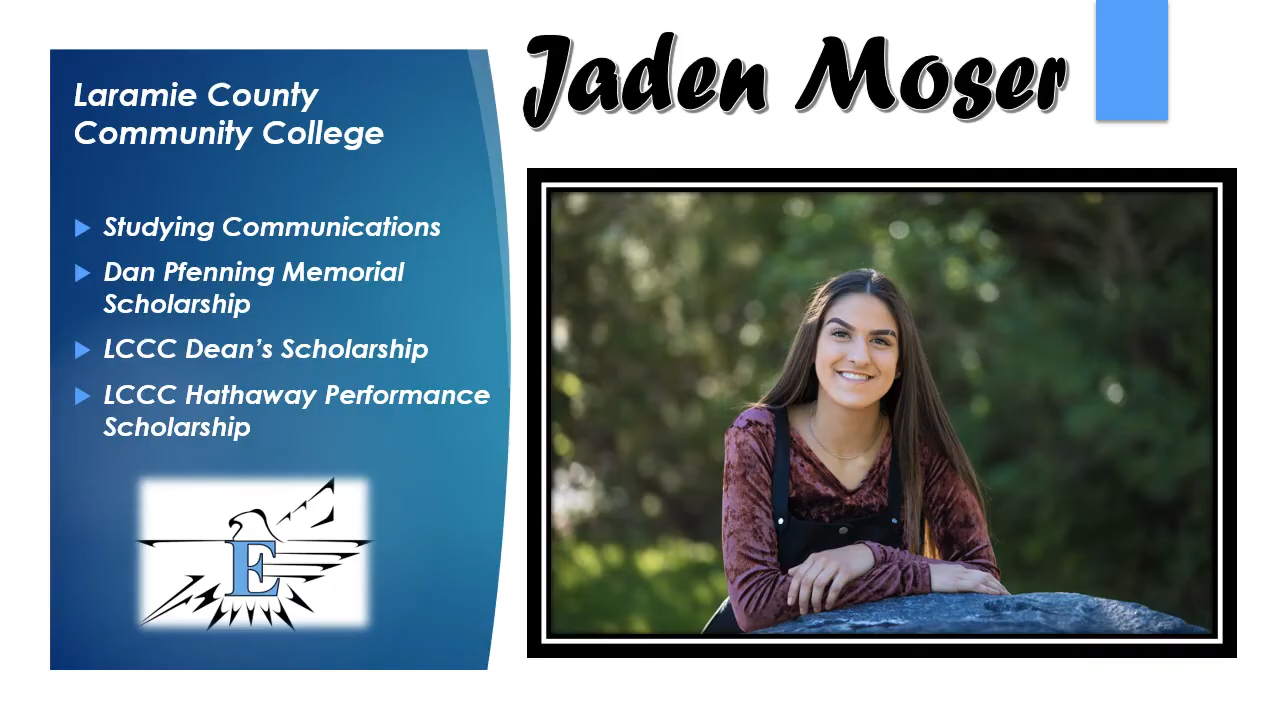 Jaden Moser
Laramie County
Community College
Studying Communications
Dan Pfenning Memorial
Scholarship
LCCC Dean’s Scholarship
LCCC Hathaway Performance
Scholarship
E